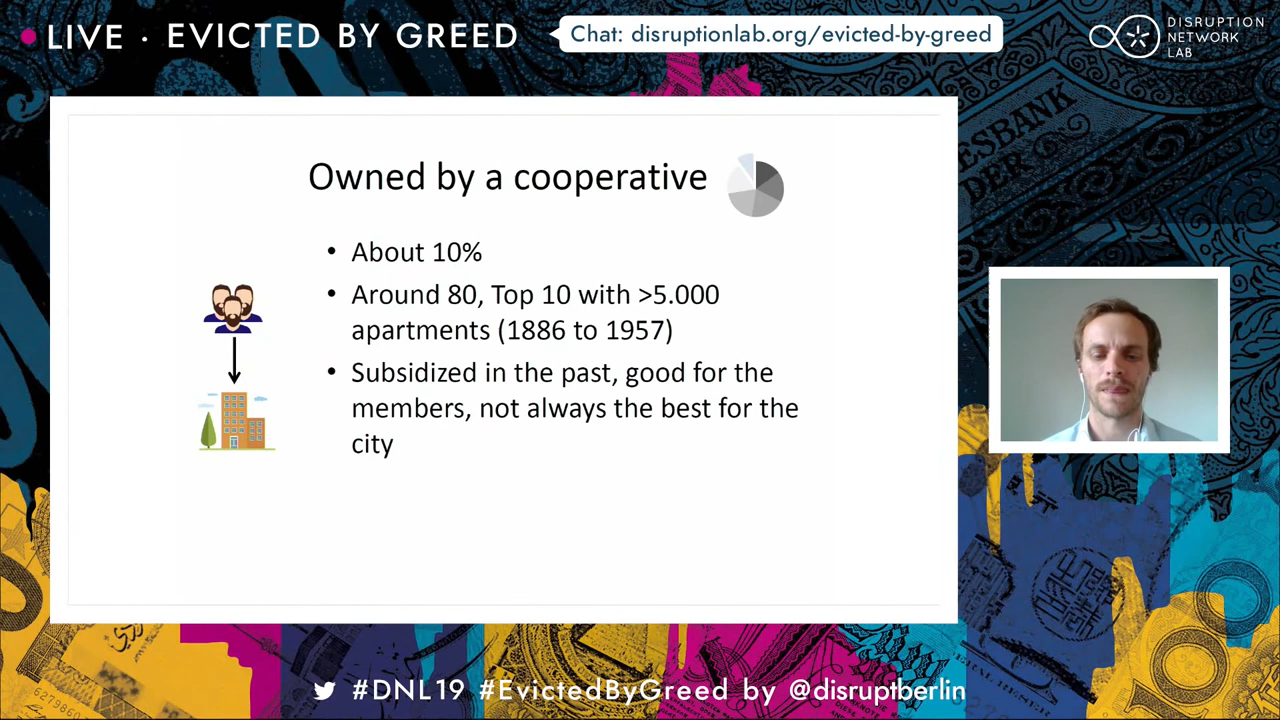 LIVE · EVICTED BY GREED
Chat: disruptionlab.org/evicted-by-greed
DISRUPTION
NETWORK
LAB
ESBANK
DER
Owned by a cooperative
• About 10%
• Around 80, Top 10 with >5.000
apartments (1886 to 1957)
• Subsidized in the past, good for the
members, not always the best for the
city
#DNL19 #EvictedByGreed by @disruptberlin